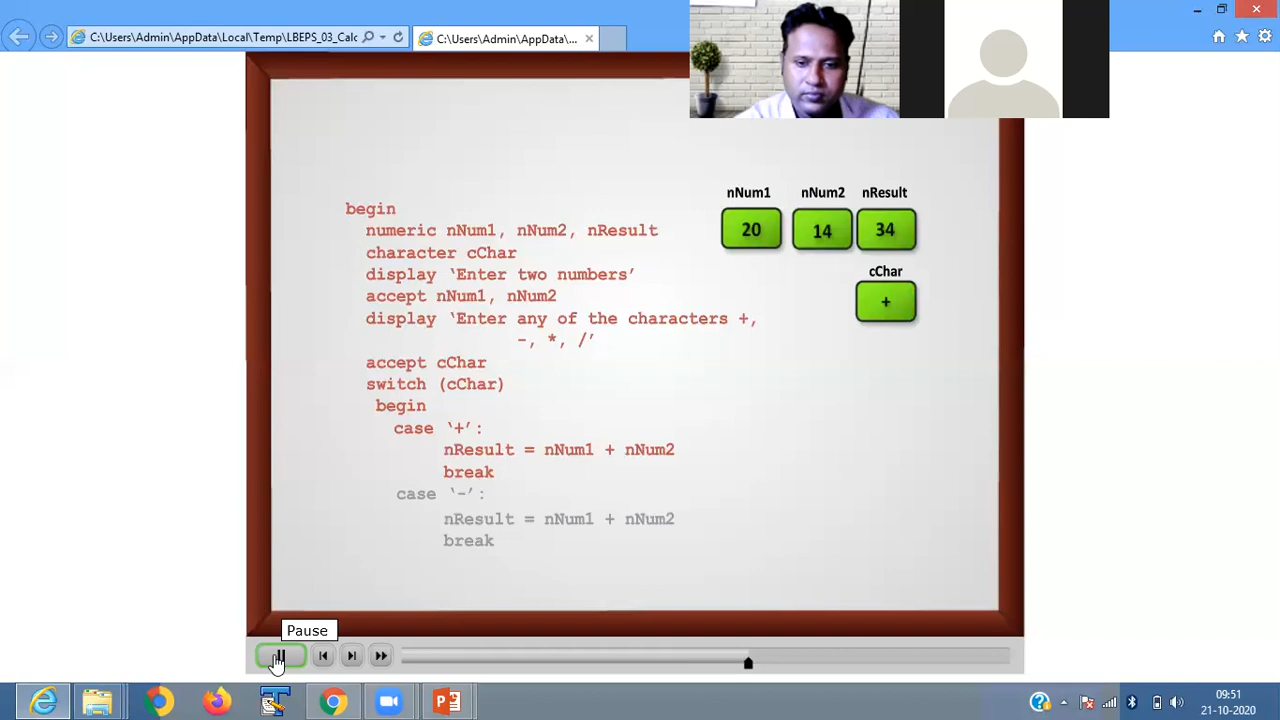 C:\Users\Admin\AppData\Local\Temp\LBEPS_03_Calc
C:\Users\Admin\AppData\...
nNum1 nNum2 nResult
20 14 34
cChar
+
begin
numeric nNum1, nNum2, nResult
character cChar
display ‘Enter two numbers’
accept nNum1, nNum2
display ‘Enter any of the characters +,
-, *, /’
accept cChar
switch (cChar)
begin
case ‘+’:
nResult = nNum1 + nNum2
break
case ‘-’:
nResult = nNum1 + nNum2
break
Pause
09:51
21-10-2020